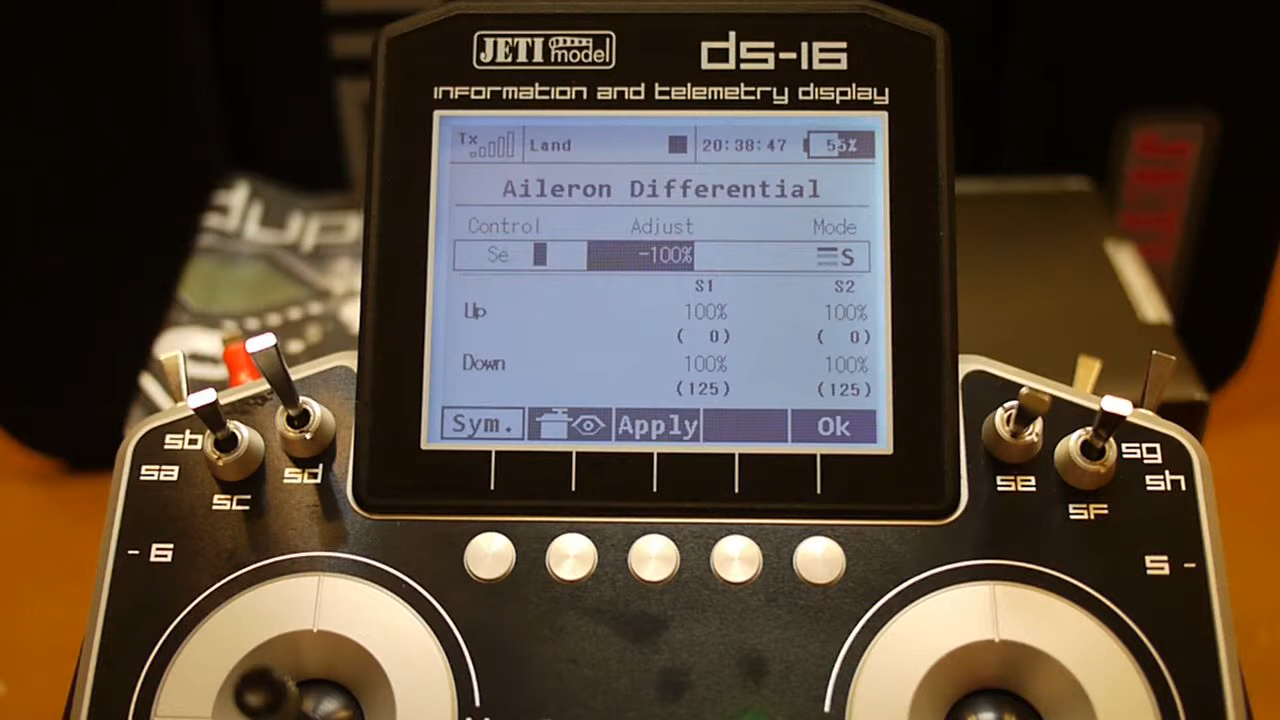 JETI model
ds-16
information and telemetry display
Tx Land 20:38:47 55%
Aileron Differential
Control Adjust Mode
Se -100% S
S1 S2
Up 100% 100%
( 0) ( 0)
Down 100% 100%
(125) (125)
Sym. Apply Ok
dup
sb
sa
sc
sd
se
sf
sg
sh
- 6
5 -